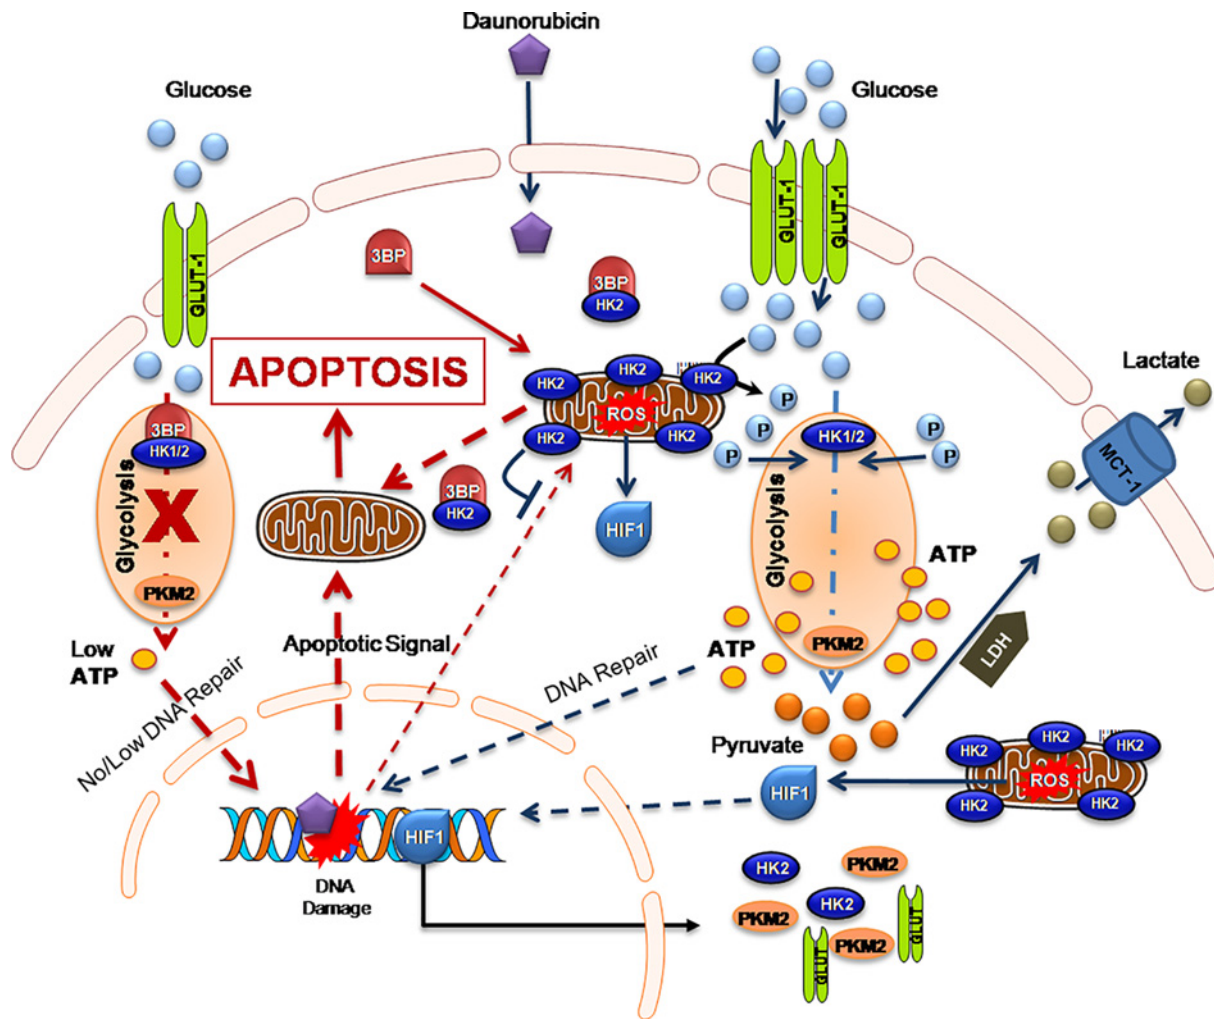 Daunorubicin
Glucose
Glucose
GLUT-1
GLUT-1
GLUT-1
3BP
3BP
HK2
Lactate
APOPTOSIS
HK2
HK2
HK2
ROS
HK2
HK2
P
P
P
P
P
3BP
HK1/2
HK1/2
MCT-1
Glycolysis
X
3BP
HK2
HIF1
Glycolysis
ATP
PKM2
PKM2
Low
ATP
Apoptotic Signal
ATP
LDH
No/Low DNA Repair
DNA Repair
Pyruvate
HK2
HK2
HK2
ROS
HK2
HK2
HIF1
HIF1
DNA
Damage
HK2
PKM2
HK2
PKM2
PKM2
GLUT
GLUT